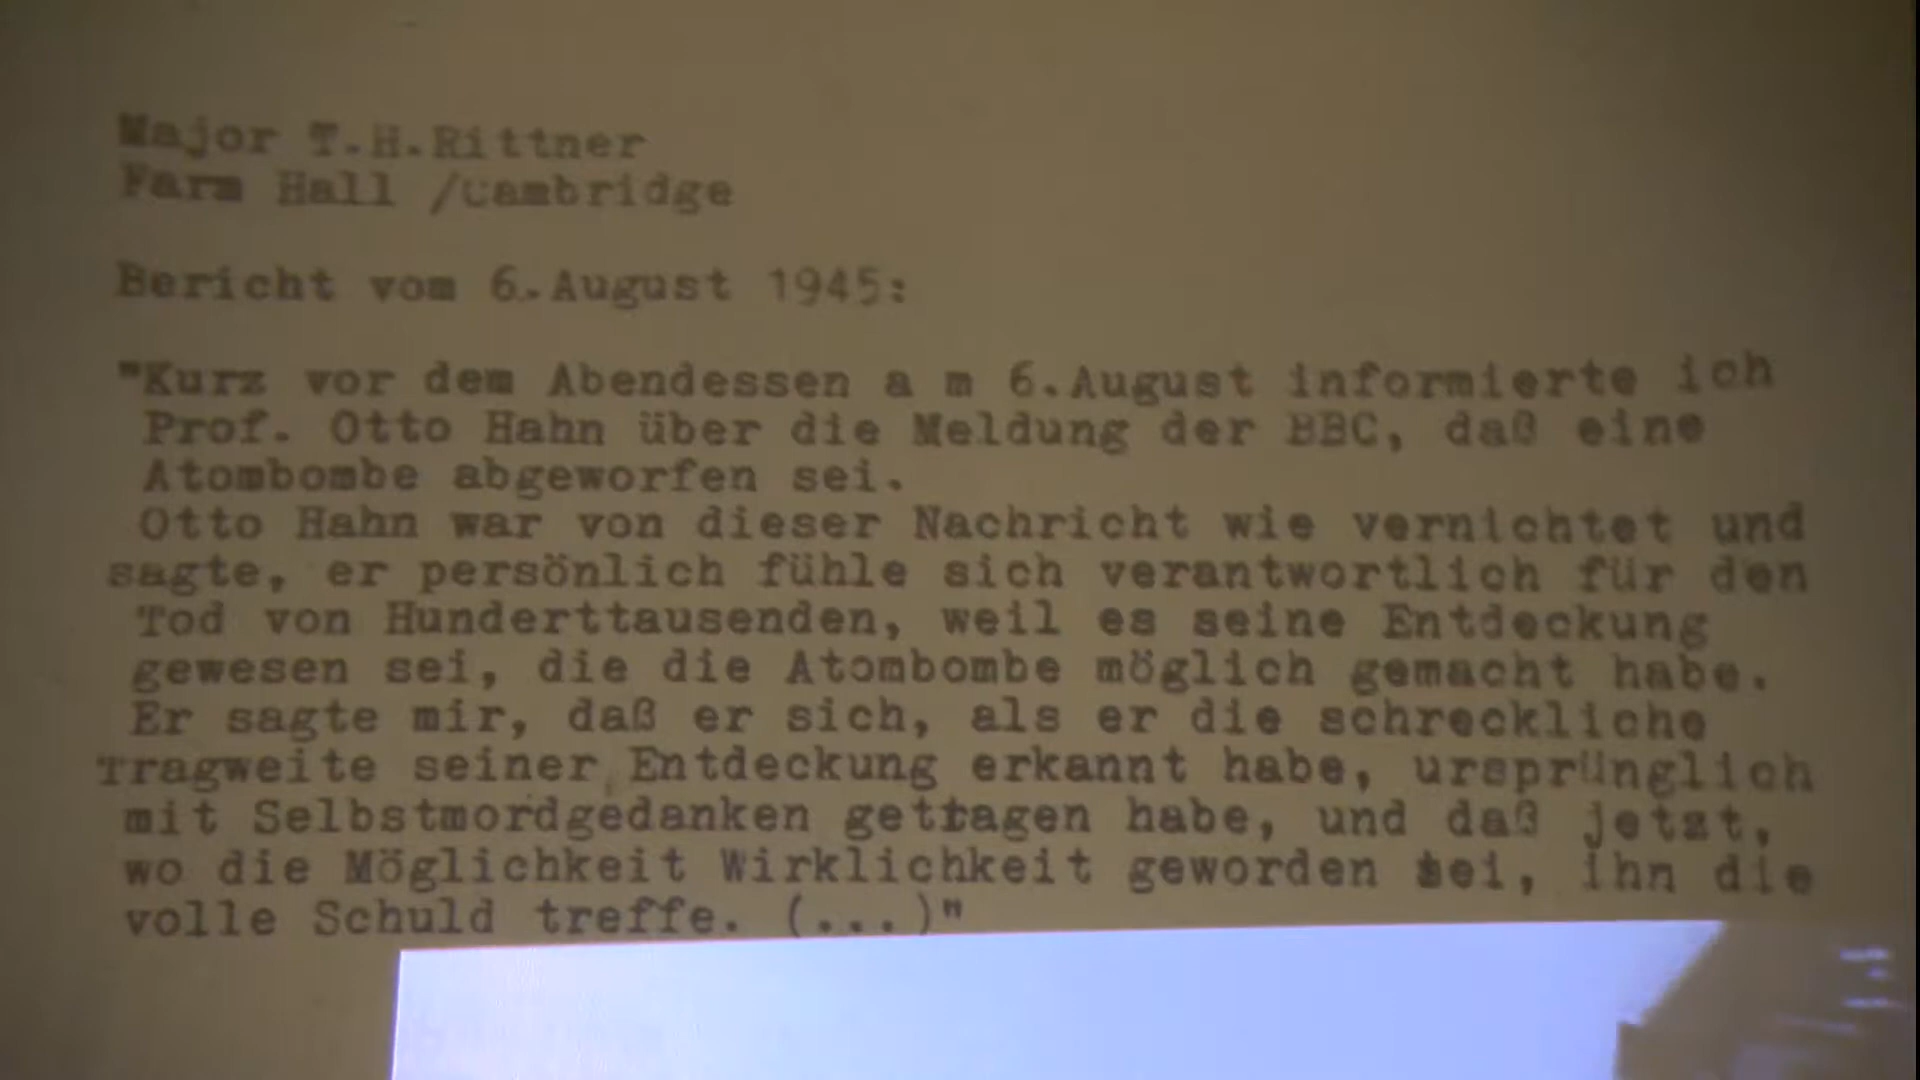 Major T.H.Rittner
Farm Hall /Cambridge
Bericht vom 6.August 1945:
"Kurz vor dem Abendessen a m 6.August informierte ich
Prof. Otto Hahn über die Meldung der BBC, daß eine
Atombombe abgeworfen sei.
Otto Hahn war von dieser Nachricht wie vernichtet und
sagte, er persönlich fühle sich verantwortlich für den
Tod von Hunderttausenden, weil es seine Entdeckung
gewesen sei, die die Atombombe möglich gemacht habe.
Er sagte mir, daß er sich, als er die schreckliche
Tragweite seiner Entdeckung erkannt habe, ursprünglich
mit Selbstmordgedanken getragen habe, und daß jetzt,
wo die Möglichkeit Wirklichkeit geworden sei, ihn die
volle Schuld treffe. (...)"